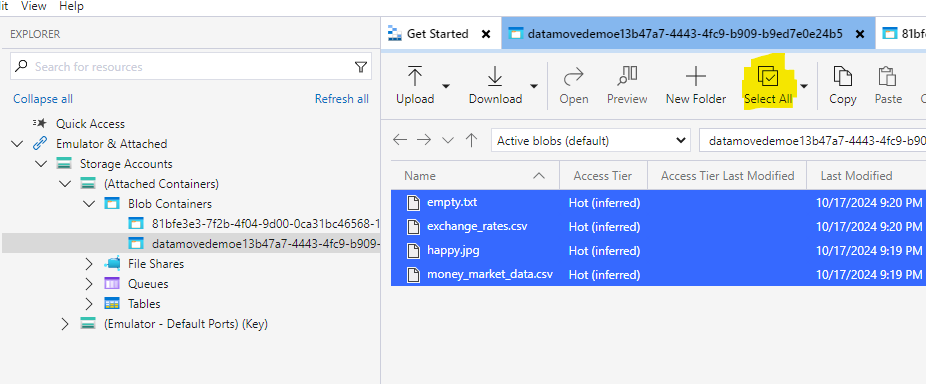 it View Help
EXPLORER
Search for resources
Collapse all Refresh all
Quick Access
Emulator & Attached
Storage Accounts
(Attached Containers)
Blob Containers
81bfe3e3-7f2b-4f04-9d00-0ca31bc46568-1
datamovedemoe13b47a7-4443-4fc9-b909-
File Shares
Queues
Tables
(Emulator - Default Ports) (Key)
Get Started datamovedemoe13b47a7-4443-4fc9-b909-b9ed7e0e24b5 81bfe
Upload Download Open Preview New Folder Select All Copy Paste
Active blobs (default) datamovedemoe13b47a7-4443-4fc9-b90
Name Access Tier Access Tier Last Modified Last Modified
empty.txt Hot (inferred) 10/17/2024 9:20 PM
exchange_rates.csv Hot (inferred) 10/17/2024 9:20 PM
happy.jpg Hot (inferred) 10/17/2024 9:19 PM
money_market_data.csv Hot (inferred) 10/17/2024 9:19 PM